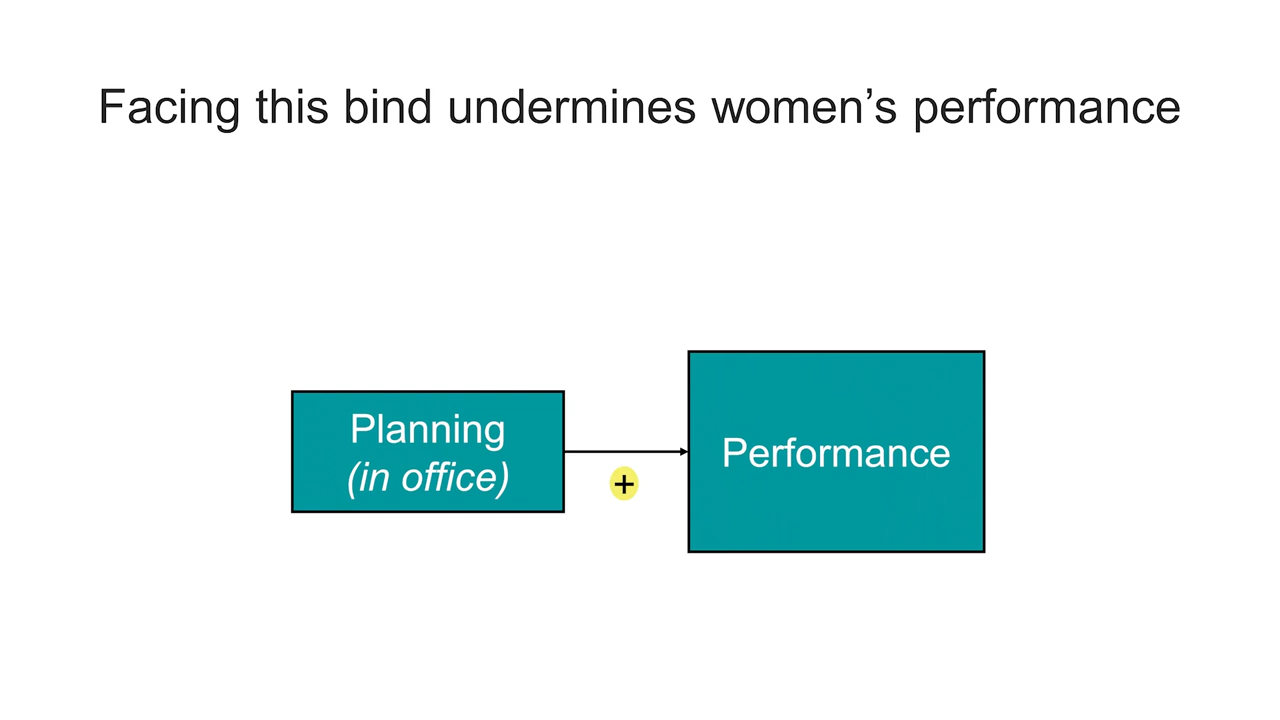 Facing this bind undermines women’s performance
Planning
(in office)
+
Performance